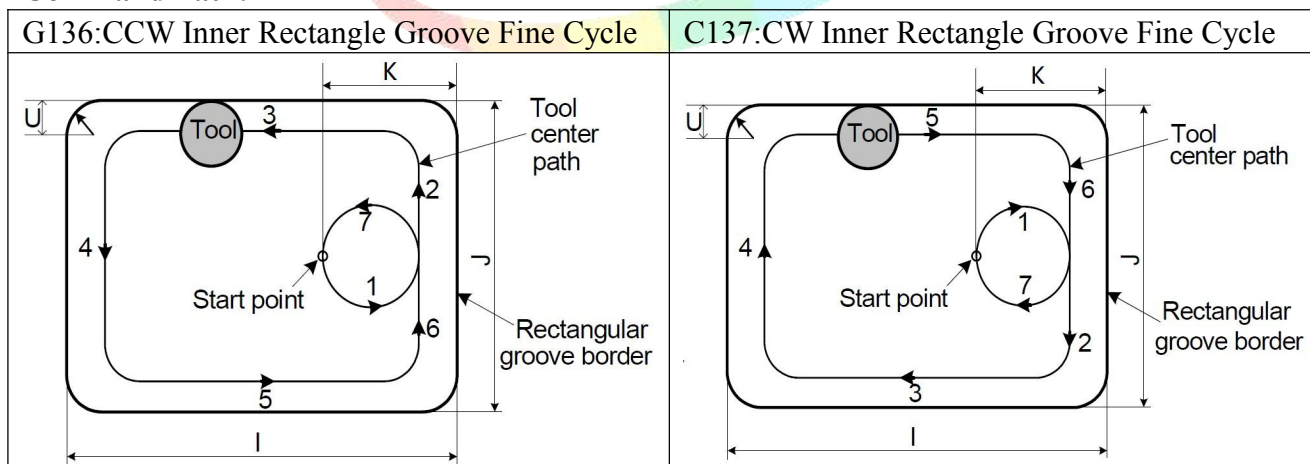 G136:CCW Inner Rectangle Groove Fine Cycle
C137:CW Inner Rectangle Groove Fine Cycle
K
U
Tool
3
Tool
center
path
2
7
4
J
Start point
1
6
Rectangular
groove border
5
I
K
U
Tool
5
Tool
center path
6
1
4
J
Start point
7
Rectangular
groove border
2
3
I